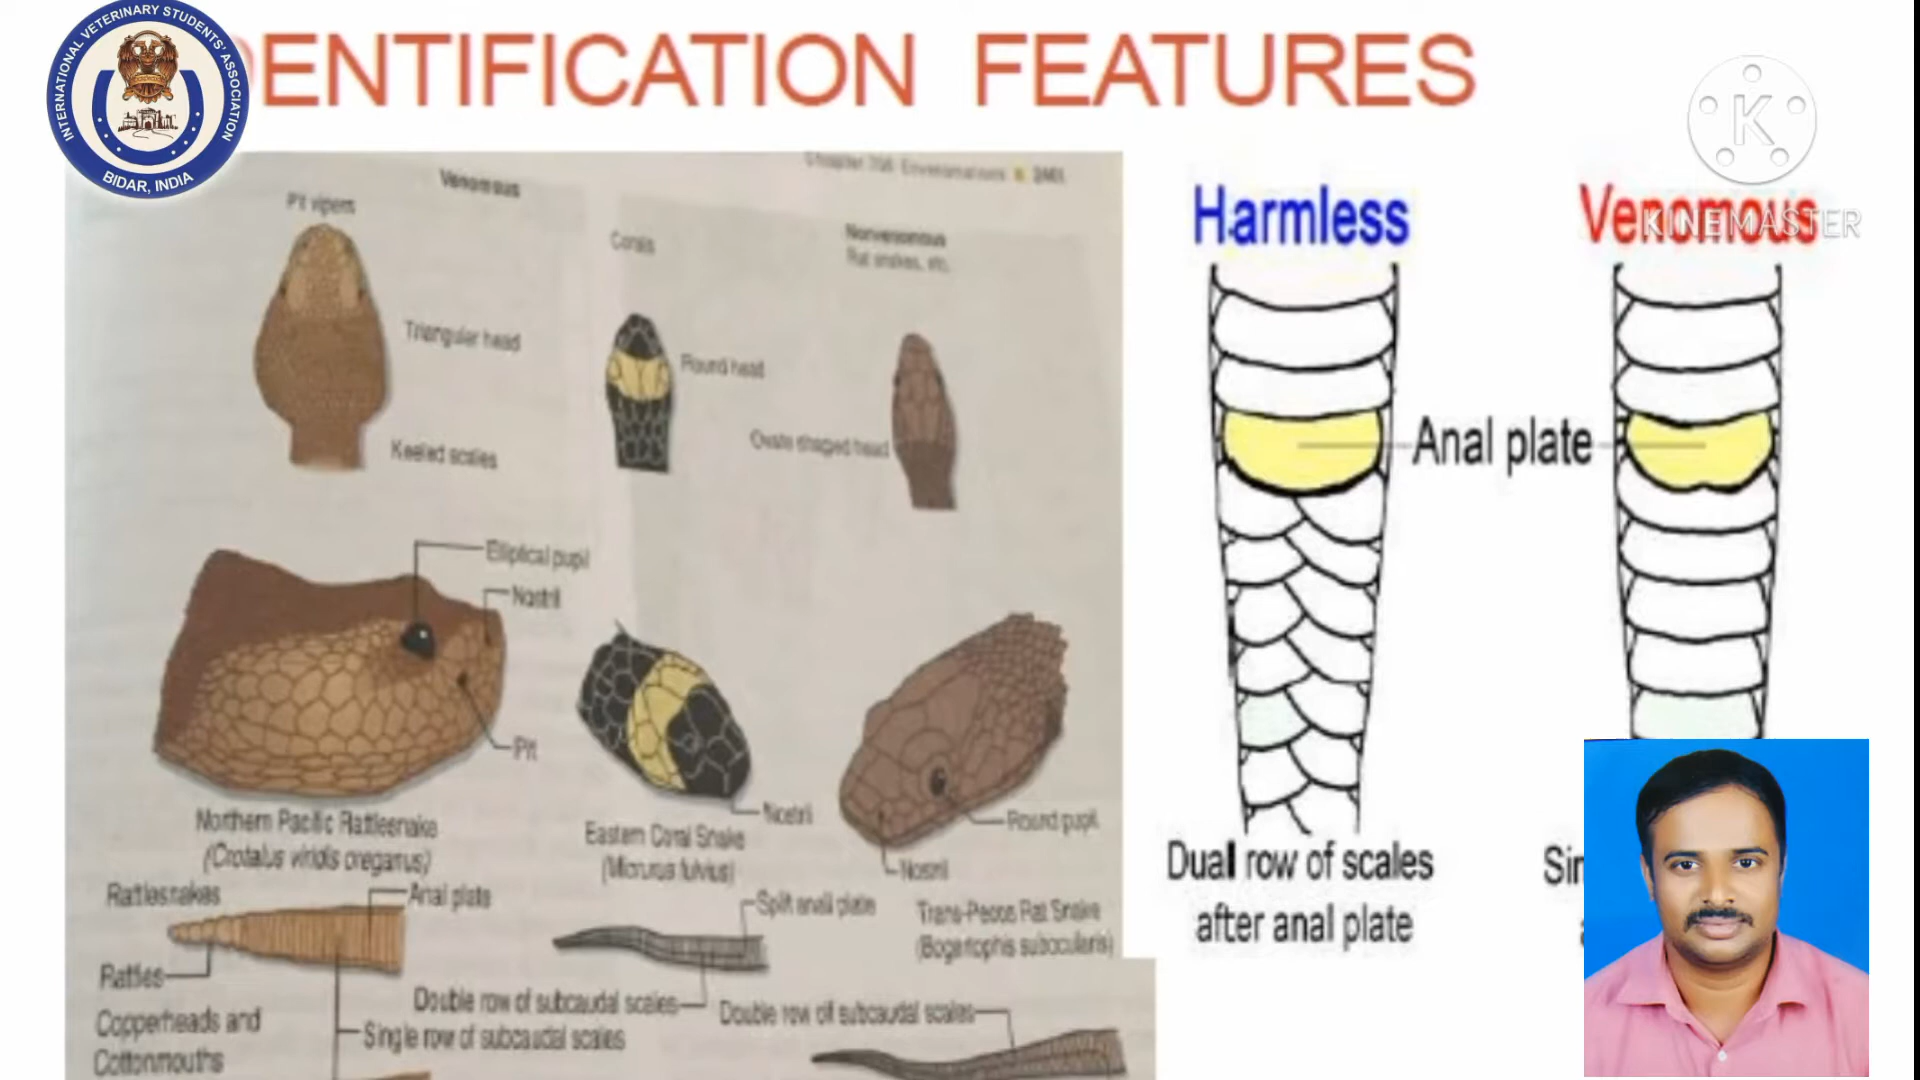 INTERNATIONAL VETERINARY STUDENTS' ASSOCIATION
BIDAR, INDIA
DENTIFICATION FEATURES
K
KINEMASTER
Envenomations
Venomous
Pit vipers
Corals
Nonvenomous
Rat snakes, etc.
Triangular head
Round head
Keeled scales
Ovate shaped head
Elliptical pupil
Nostril
Pit
Nostril
Round pupil
Nostril
Northern Pacific Rattlesnake
(Crotalus viridis oreganus)
Eastern Coral Snake
(Micrurus fulvius)
Trans-Pecos Rat Snake
(Bogertophis subocularis)
Rattlesnakes
Anal plate
Split anal plate
Rattles
Double row of subcaudal scales
Double row of subcaudal scales
Copperheads and
Cottonmouths
Single row of subcaudal scales
Harmless
Venomous
Anal plate
Dual row of scales
after anal plate
Sin